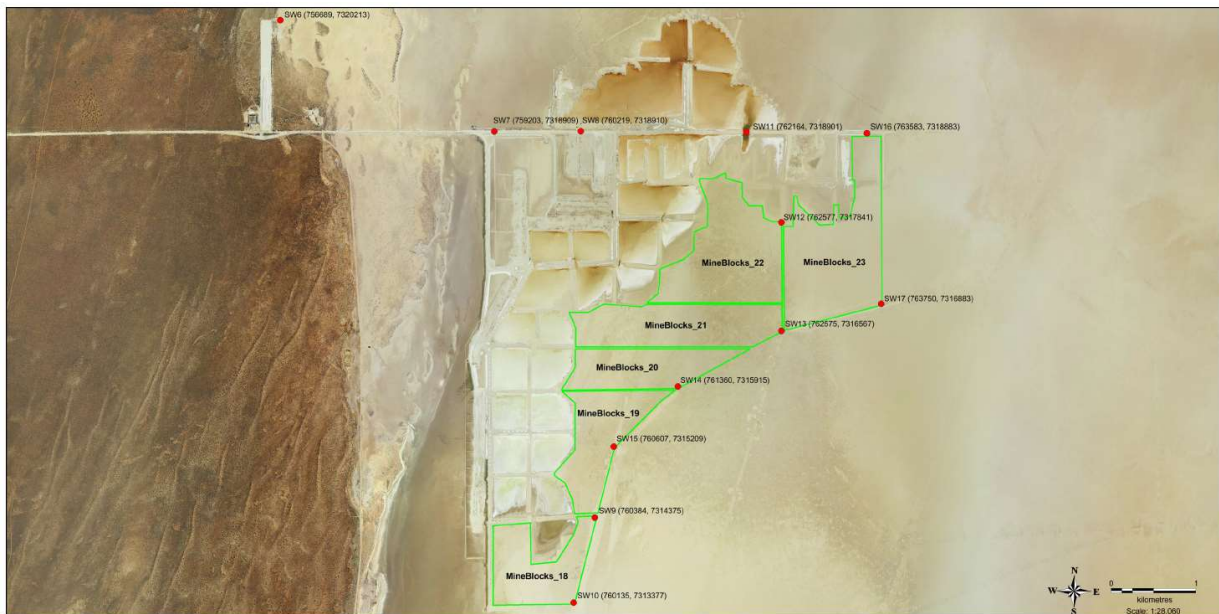 SW6 (756689, 7320213)
SW7 (759203, 7318909)
SW8 (760219, 7318910)
SW11 (762164, 7318901)
SW16 (763583, 7318883)
SW12 (762577, 7317841)
MineBlocks_22
MineBlocks_23
SW17 (763750, 7316883)
MineBlocks_21
SW13 (762575, 7316567)
MineBlocks_20
SW14 (761360, 7315915)
MineBlocks_19
SW15 (760607, 7315209)
SW9 (760384, 7314375)
MineBlocks_18
SW10 (760135, 7313377)
N
W
E
S
0
1
kilometres
Scale: 1:28,060